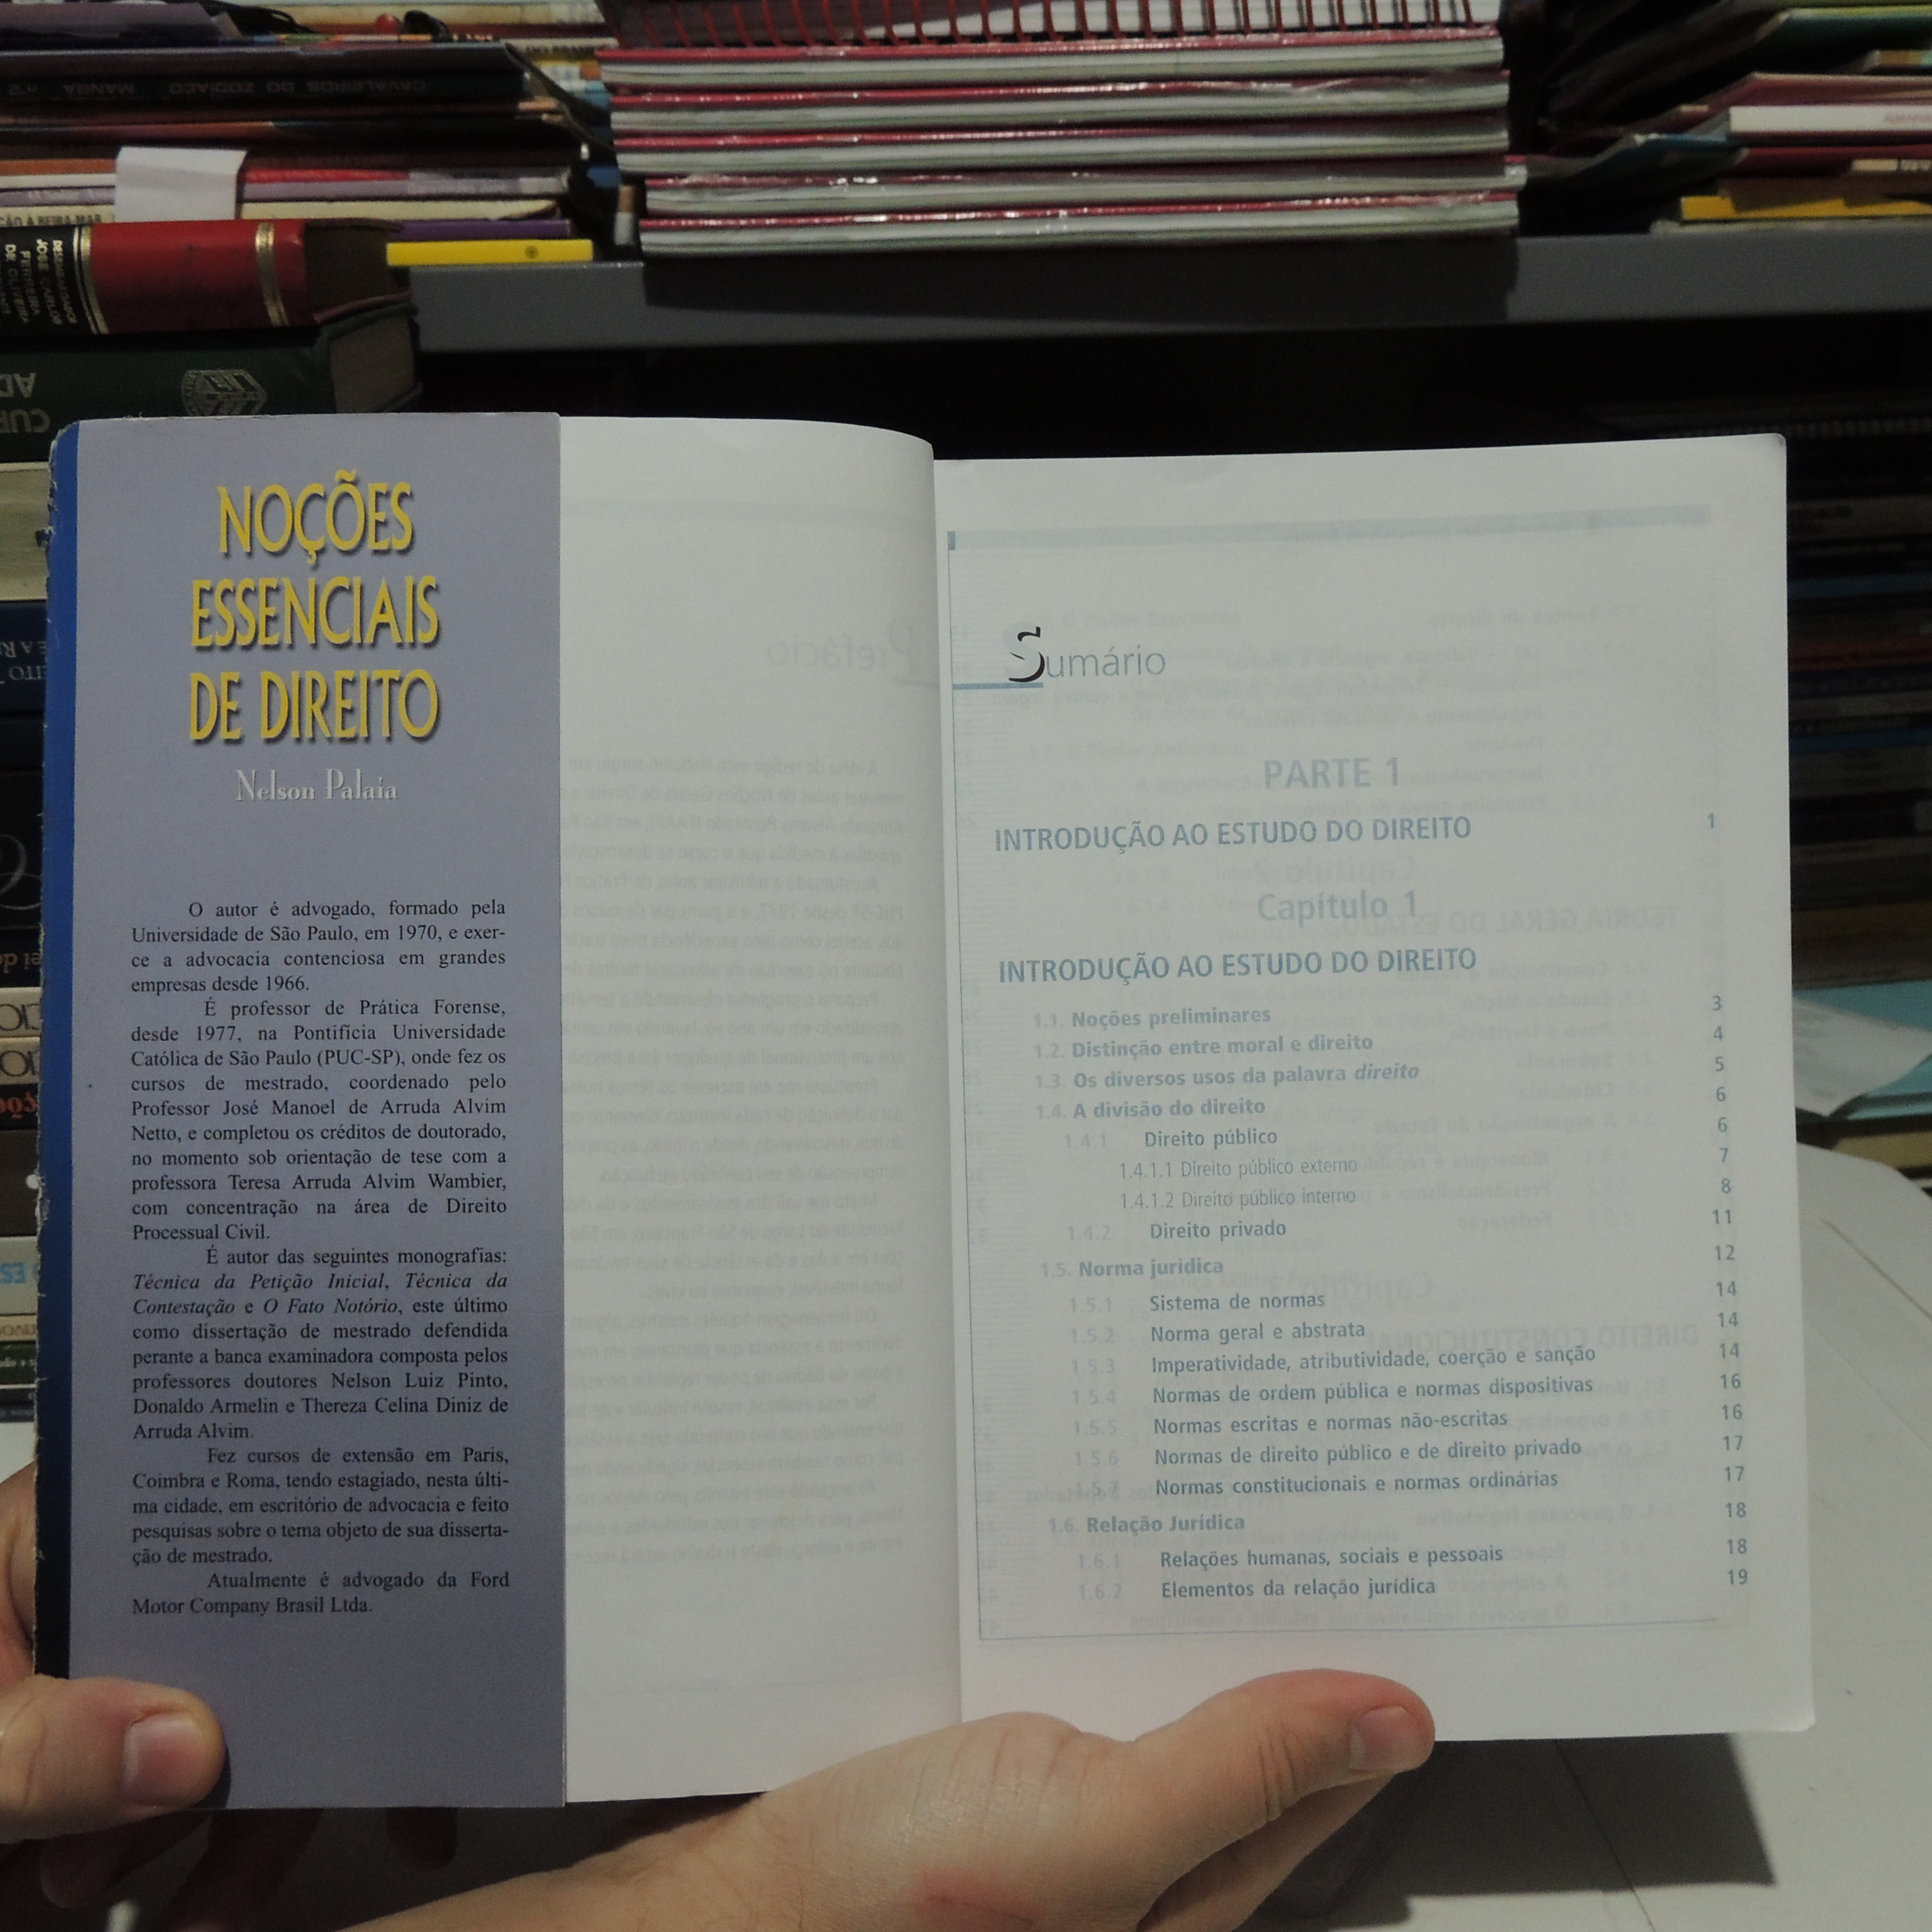 CAVALEIROS DO ZODIACO MANGA nº2
DESEMBARGADOR
JOSÉ CARLOS
FERREIRA
DE OLIVEIRA
NOÇÕES
ESSENCIAIS
DE DIREITO
Nelson Palaia
O autor é advogado, formado pela
Universidade de São Paulo, em 1970, e exer-
ce a advocacia contenciosa em grandes
empresas desde 1966.
É professor de Prática Forense,
desde 1977, na Pontifícia Universidade
Católica de São Paulo (PUC-SP), onde fez os
cursos de mestrado, coordenado pelo
Professor José Manoel de Arruda Alvim
Netto, e completou os créditos de doutorado,
no momento sob orientação de tese com a
professora Teresa Arruda Alvim Wambier,
com concentração na área de Direito
Processual Civil.
É autor das seguintes monografias:
Técnica da Petição Inicial, Técnica da
Contestação e O Fato Notório, este último
como dissertação de mestrado defendida
perante a banca examinadora composta pelos
professores doutores Nelson Luiz Pinto,
Donaldo Armelin e Thereza Celina Diniz de
Arruda Alvim.
Fez cursos de extensão em Paris,
Coimbra e Roma, tendo estagiado, nesta últi-
ma cidade, em escritório de advocacia e feito
pesquisas sobre o tema objeto de sua disserta-
ção de mestrado.
Atualmente é advogado da Ford
Motor Company Brasil Ltda.
Prefácio
Sumário
PARTE 1
INTRODUÇÃO AO ESTUDO DO DIREITO 1
Capítulo 1
INTRODUÇÃO AO ESTUDO DO DIREITO
1.1. Noções preliminares 3
1.2. Distinção entre moral e direito 4
1.3. Os diversos usos da palavra direito 5
1.4. A divisão do direito 6
1.4.1 Direito público 6
1.4.1.1 Direito público externo 7
1.4.1.2 Direito público interno 8
1.4.2 Direito privado 11
1.5. Norma jurídica 12
1.5.1 Sistema de normas 14
1.5.2 Norma geral e abstrata 14
1.5.3 Imperatividade, atributividade, coerção e sanção 14
1.5.4 Normas de ordem pública e normas dispositivas 16
1.5.5 Normas escritas e normas não-escritas 16
1.5.6 Normas de direito público e de direito privado 17
1.5.7 Normas constitucionais e normas ordinárias 17
1.6. Relação Jurídica 18
1.6.1 Relações humanas, sociais e pessoais 18
1.6.2 Elementos da relação jurídica 19